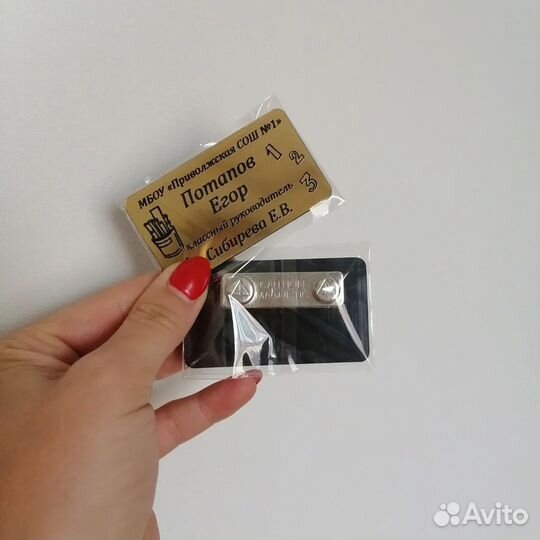 МБОУ «Приволжская СОШ №1»
Потапов
Егор
классный руководитель
Сибирева Е.В.
1
2
3
CAUTION
MAGNETIC
Avito